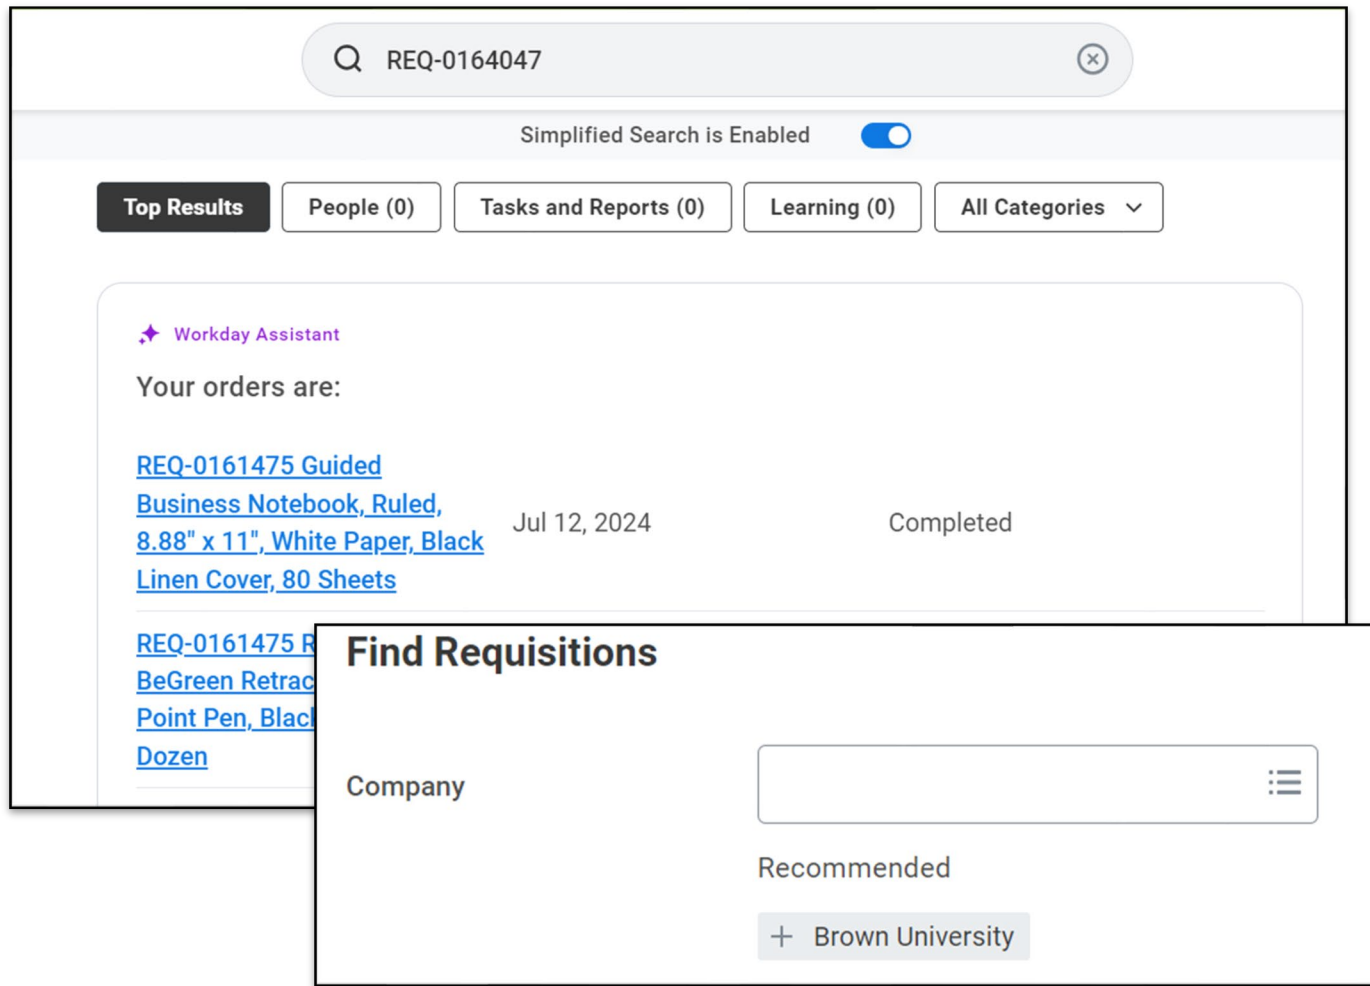 REQ-0164047
Simplified Search is Enabled
Top Results
People (0)
Tasks and Reports (0)
Learning (0)
All Categories
Workday Assistant
Your orders are:
REQ-0161475 Guided
Business Notebook, Ruled,
8.88" x 11", White Paper, Black
Linen Cover, 80 Sheets
Jul 12, 2024
Completed
REQ-0161475
BeGreen
Point Pen,
Dozen
Find Requisitions
Company
Recommended
Brown University